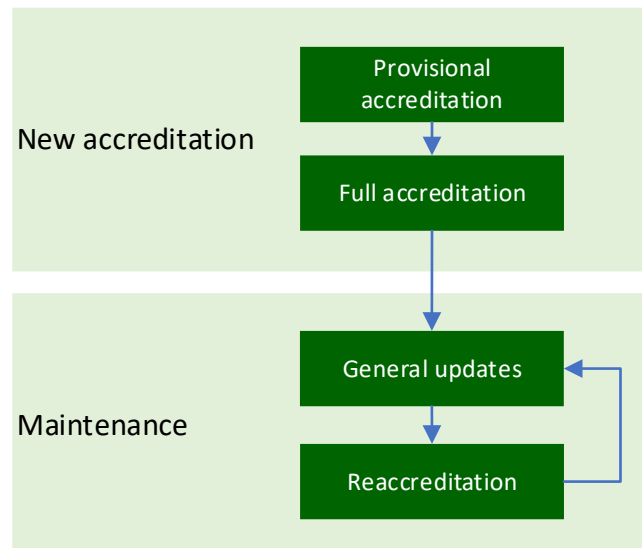 New accreditation
Provisional
accreditation
Full accreditation
Maintenance
General updates
Reaccreditation